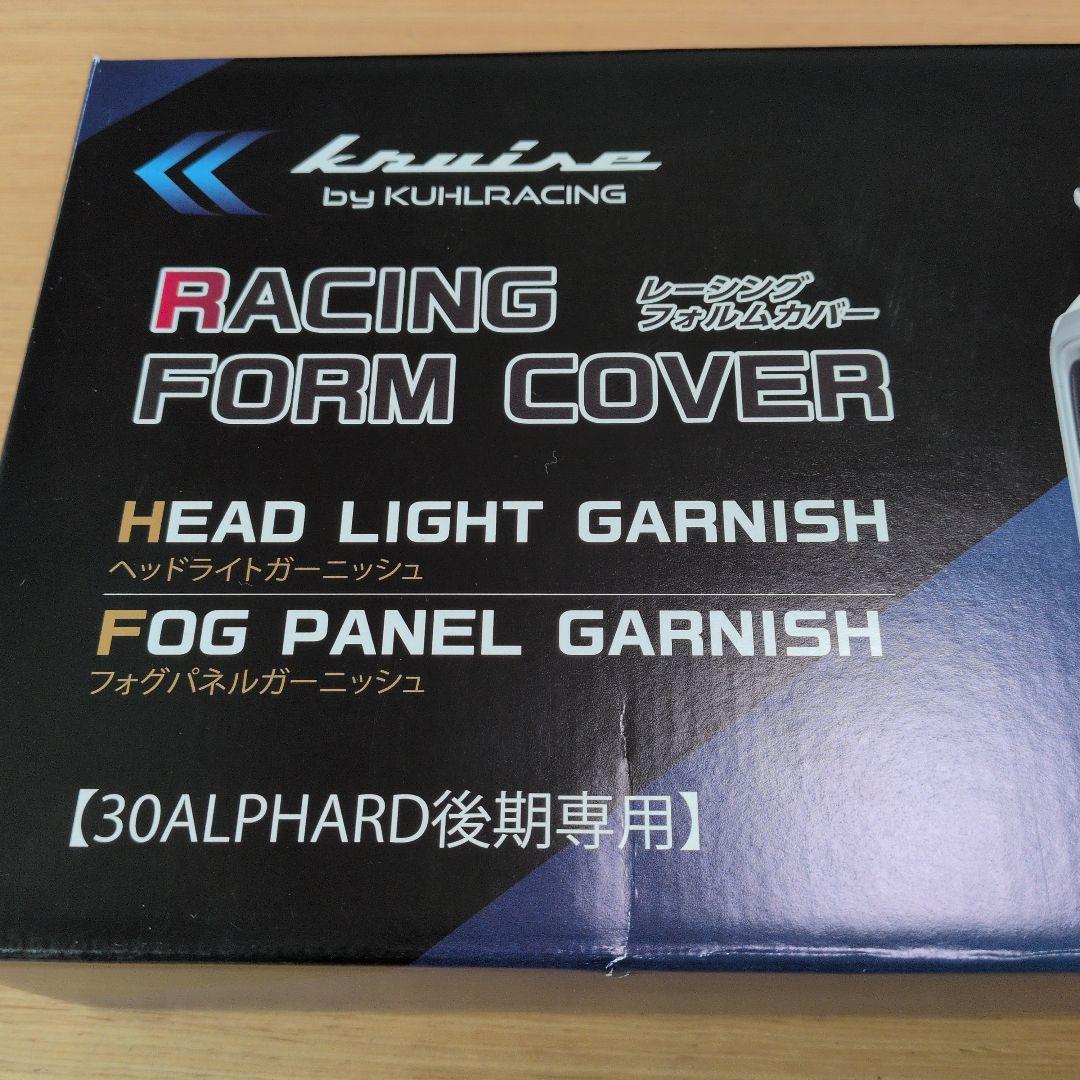 Kruise
by KUHLRACING
RACING
FORM COVER
レーシング
フォルムカバー
HEAD LIGHT GARNISH
ヘッドライトガーニッシュ
FOG PANEL GARNISH
フォグパネルガーニッシュ
【30ALPHARD後期専用】